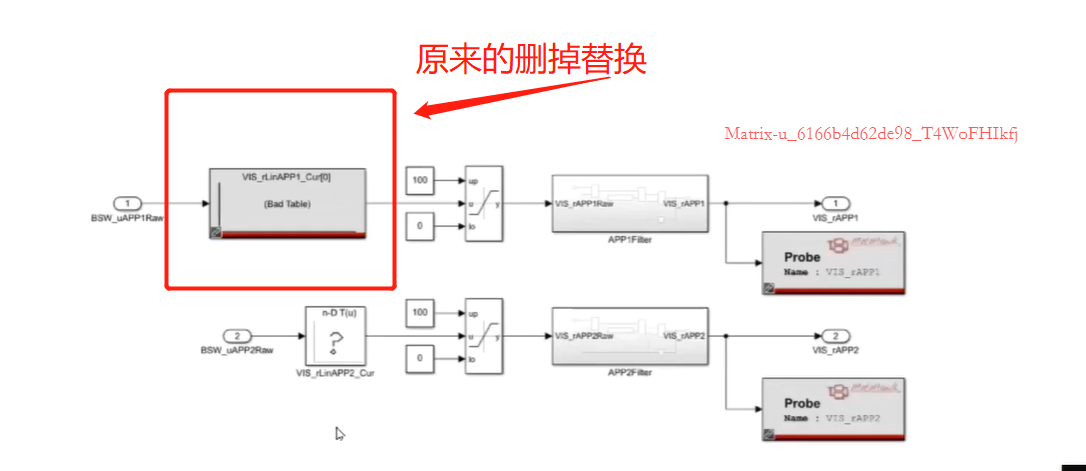 原来的删掉替换
Matrix-u_6166b4d62de98_T4WoFHIkfj
VIS_rLinAPP1_Cur[0]
(Bad Table)
1
BSW_uAPP1Raw
100
0
up
u
lo
y
VIS_rAPP1Raw
VIS_rAPP1
APP1Filter
1
VIS_rAPP1
Probe
Name : VIS_rAPP1
2
BSW_uAPP2Raw
n-D T(u)
?
VIS_rLinAPP2_Cur
100
0
up
u
lo
y
VIS_rAPP2Raw
VIS_rAPP2
APP2Filter
2
VIS_rAPP2
Probe
Name : VIS_rAPP2